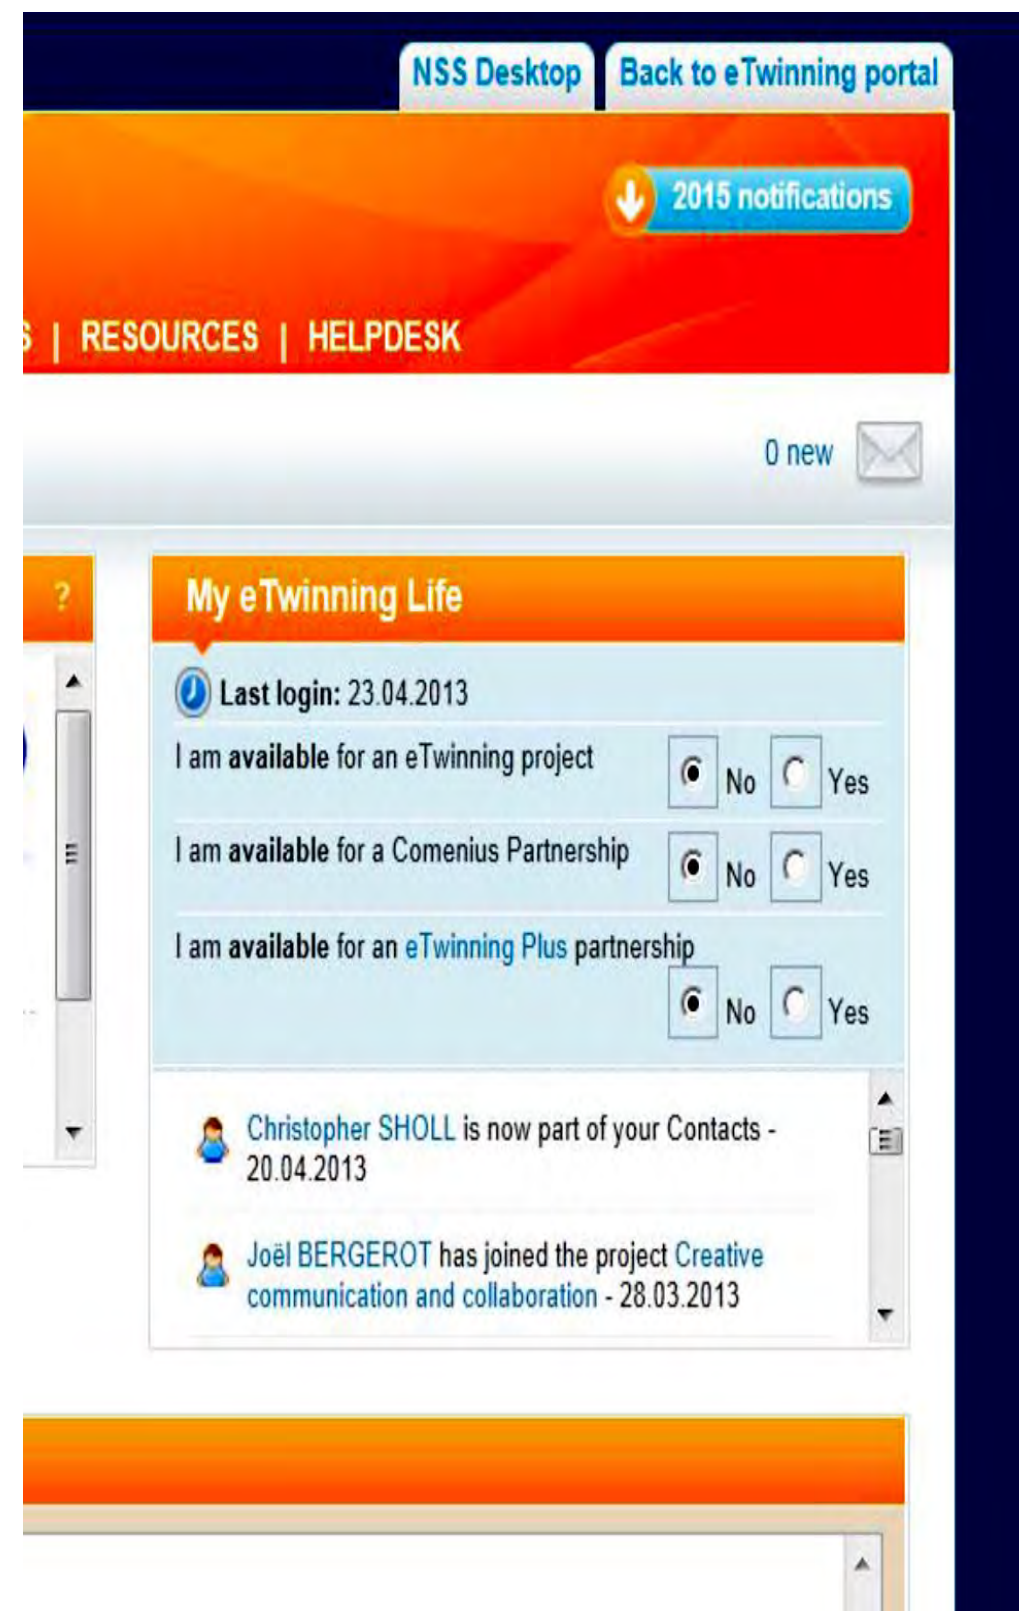 NSS Desktop
Back to eTwinning portal
2015 notifications
| RESOURCES | HELPDESK
0 new
?
My eTwinning Life
Last login: 23.04.2013
I am available for an eTwinning project
No Yes
I am available for a Comenius Partnership
No Yes
I am available for an eTwinning Plus partnership
No Yes
Christopher SHOLL is now part of your Contacts -
20.04.2013
Joël BERGEROT has joined the project Creative
communication and collaboration - 28.03.2013